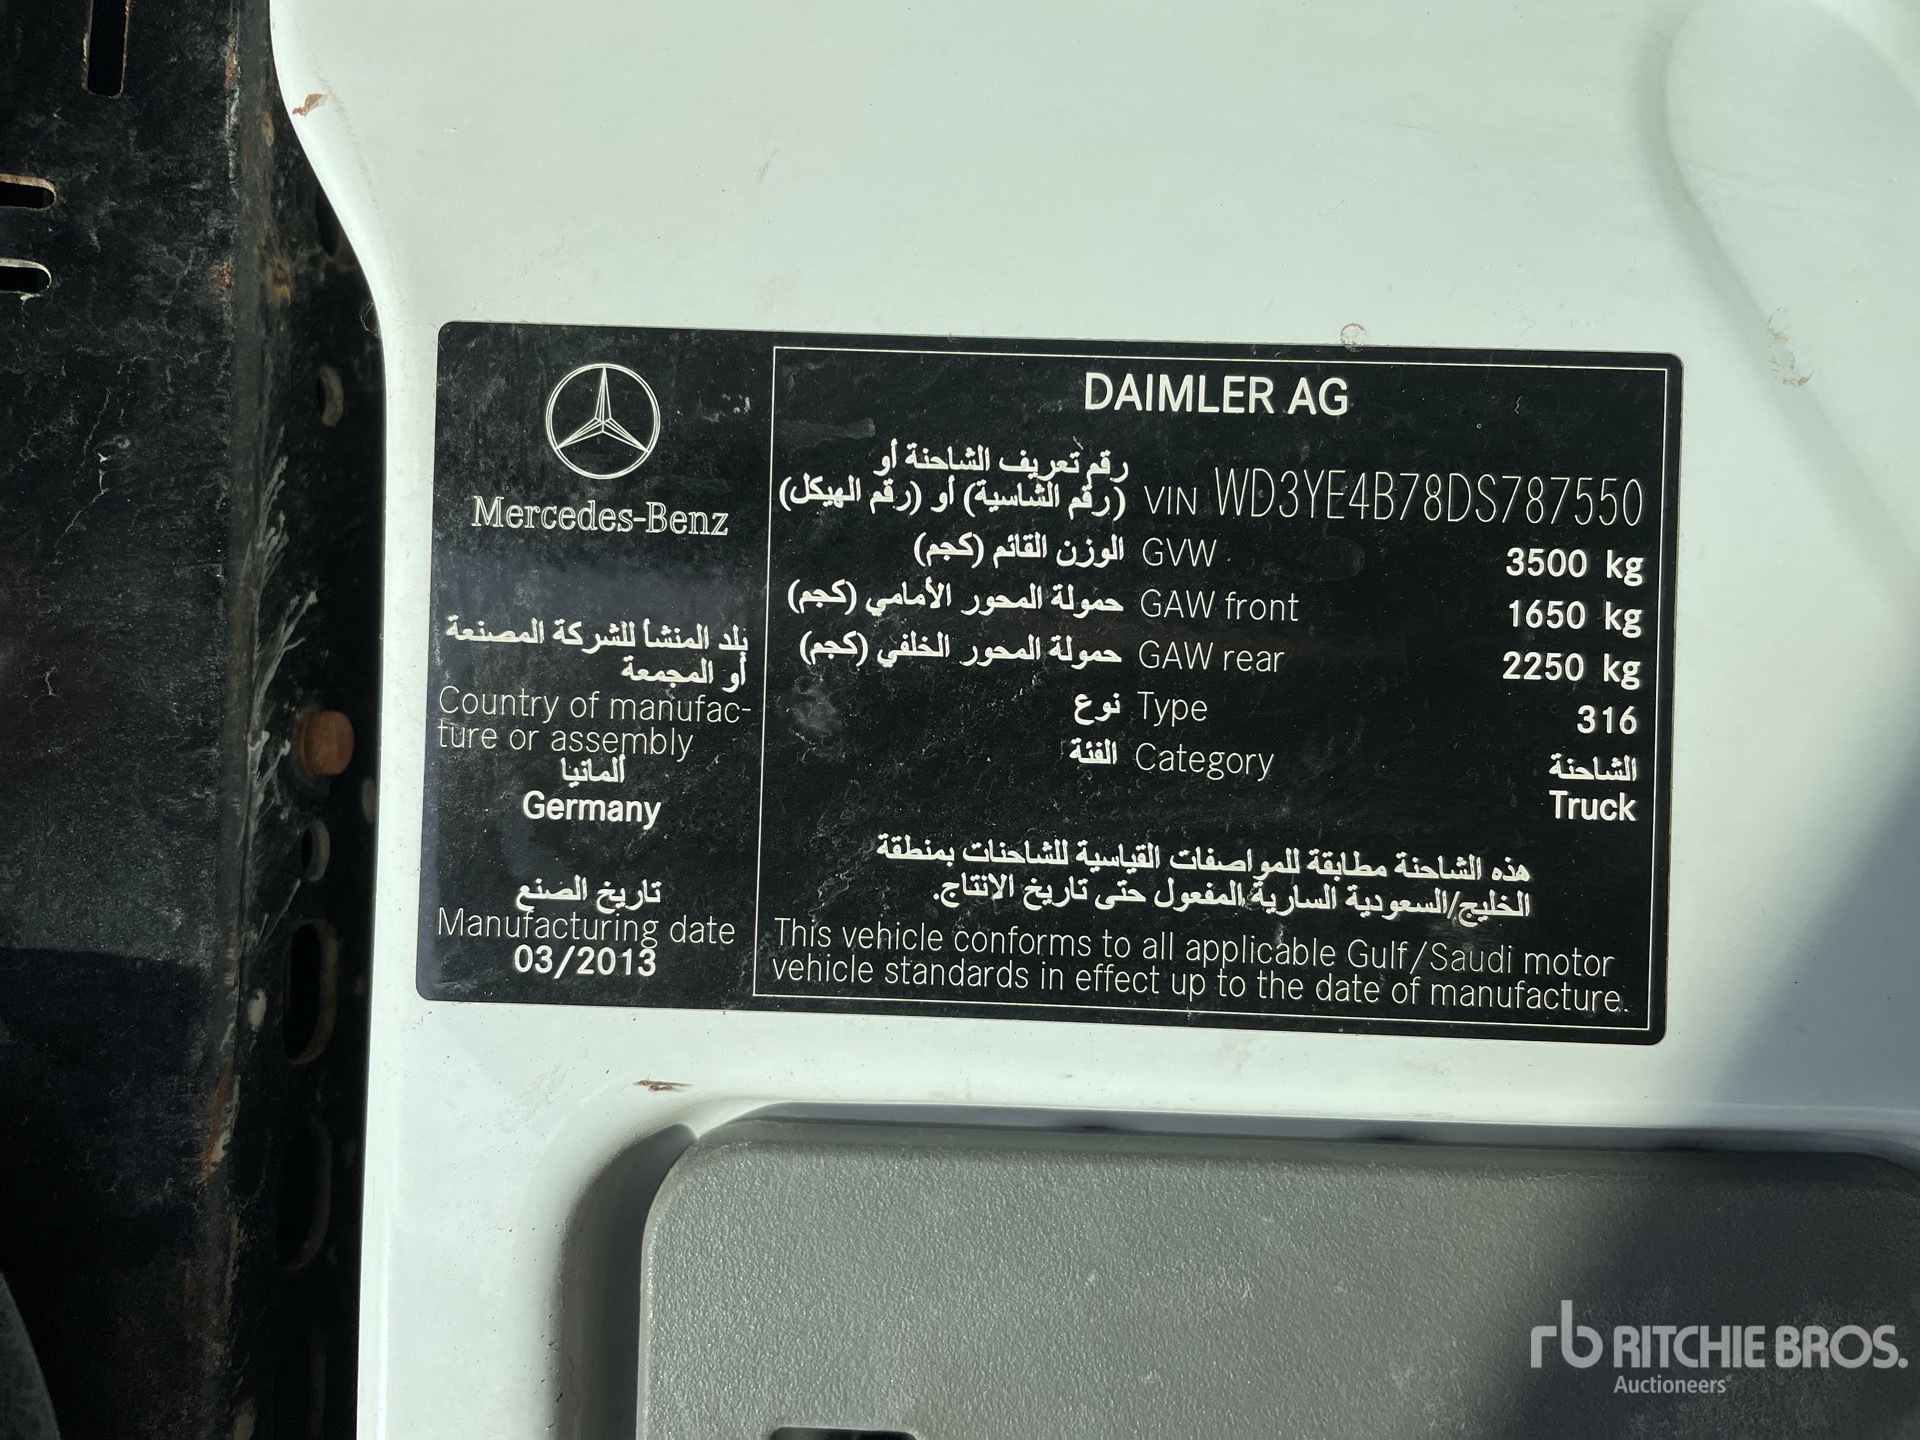 Mercedes-Benz
بلد المنشأ للشركة المصنعة
أو المجمعة
Country of manufac-
ture or assembly
المانيا
Germany
تاريخ الصنع
Manufacturing date
03/2013
DAIMLER AG
رقم تعريف الشاحنة أو
(رقم الشاسية) أو (رقم الهيكل) VIN WD3YE4B78DS787550
الوزن القائم (كجم) GVW 3500 kg
حمولة المحور الأمامي (كجم) GAW front 1650 kg
حمولة المحور الخلفي (كجم) GAW rear 2250 kg
نوع Type 316
الفئة Category الشاحنة
Truck
هذه الشاحنة مطابقة للمواصفات القياسية للشاحنات بمنطقة
الخليج/السعودية السارية المفعول حتى تاريخ الانتاج.
This vehicle conforms to all applicable Gulf/Saudi motor
vehicle standards in effect up to the date of manufacture.
rb RITCHIE BROS.
Auctioneers